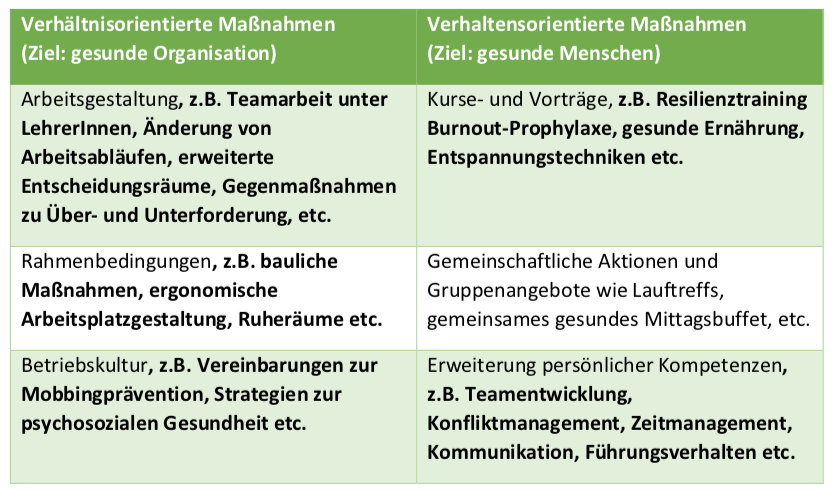 Verhältnisorientierte Maßnahmen
(Ziel: gesunde Organisation)
Verhaltensorientierte Maßnahmen
(Ziel: gesunde Menschen)
Arbeitsgestaltung, z.B. Teamarbeit unter
LehrerInnen, Änderung von
Arbeitsabläufen, erweiterte
Entscheidungsräume, Gegenmaßnahmen
zu Über- und Unterforderung, etc.
Kurse- und Vorträge, z.B. Resilienztraining
Burnout-Prophylaxe, gesunde Ernährung,
Entspannungstechniken etc.
Rahmenbedingungen, z.B. bauliche
Maßnahmen, ergonomische
Arbeitsplatzgestaltung, Ruheräume etc.
Gemeinschaftliche Aktionen und
Gruppenangebote wie Lauftreffs,
gemeinsames gesundes Mittagsbuffet, etc.
Betriebskultur, z.B. Vereinbarungen zur
Mobbingprävention, Strategien zur
psychosozialen Gesundheit etc.
Erweiterung persönlicher Kompetenzen,
z.B. Teamentwicklung,
Konfliktmanagement, Zeitmanagement,
Kommunikation, Führungsverhalten etc.